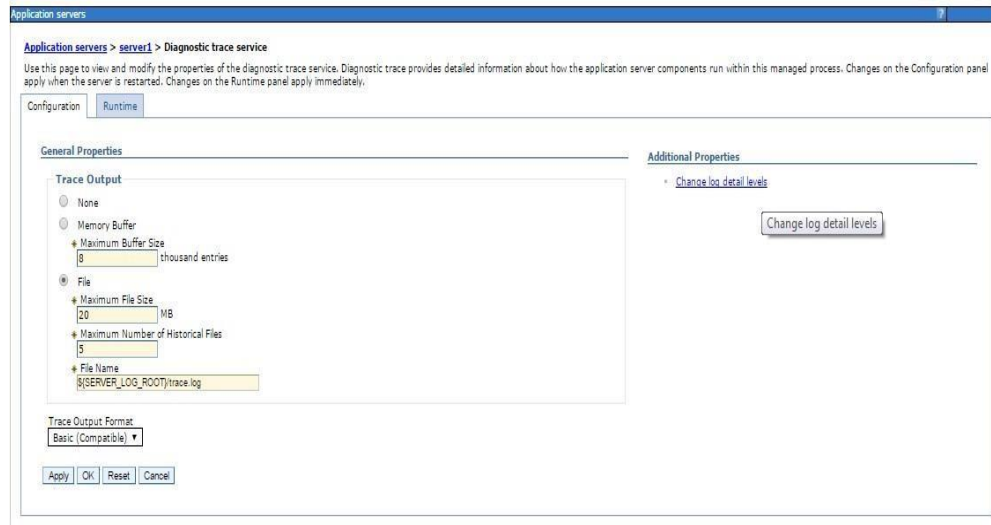 Application servers
?
Application servers > server1 > Diagnostic trace service
Use this page to view and modify the properties of the diagnostic trace service. Diagnostic trace provides detailed information about how the application server components run within this managed process. Changes on the Configuration panel
apply when the server is restarted. Changes on the Runtime panel apply immediately.
Configuration
Runtime
General Properties
Trace Output
None
Memory Buffer
Maximum Buffer Size
8 thousand entries
File
Maximum File Size
20 MB
Maximum Number of Historical Files
5
File Name
${SERVER_LOG_ROOT}/trace.log
Trace Output Format
Basic (Compatible)
Apply OK Reset Cancel
Additional Properties
Change log detail levels
Change log detail levels